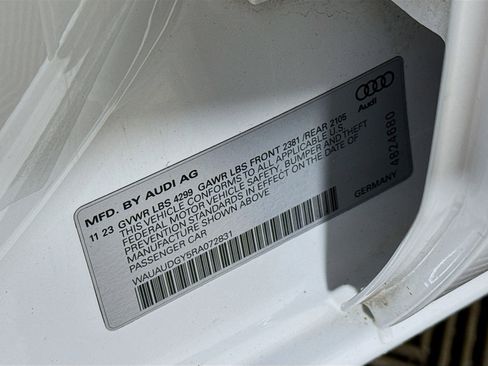 MFD. BY AUDI AG
11 23 GVWR LBS 4299 GAWR LBS FRONT 2381 /REAR 2105
THIS VEHICLE CONFORMS TO ALL APPLICABLE U.S.
FEDERAL MOTOR VEHICLE SAFETY, BUMPER AND THEFT
PREVENTION STANDARDS IN EFFECT ON THE DATE OF
MANUFACTURE SHOWN ABOVE
PASSENGER CAR
WAUAUDGY5RA072831
GERMANY
Audi
4824680